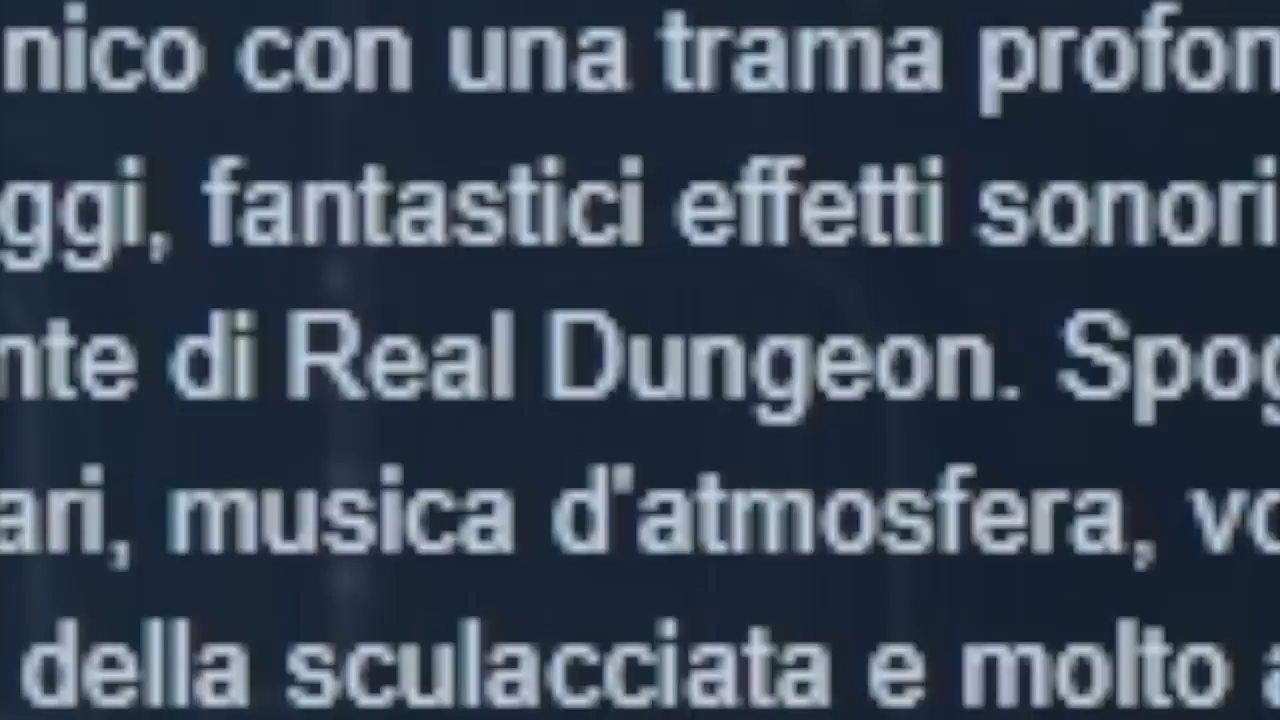 nico con una trama profon
ggi, fantastici effetti sonori
nte di Real Dungeon. Spog
ari, musica d'atmosfera, vo
della sculacciata e molto a